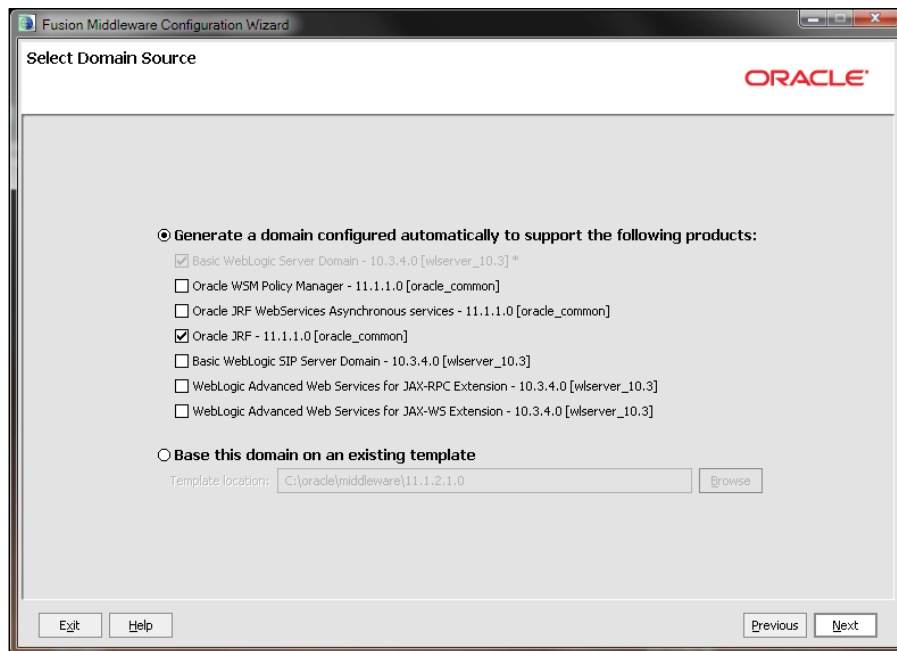 Fusion Middleware Configuration Wizard
Select Domain Source
ORACLE
Generate a domain configured automatically to support the following products:
Basic WebLogic Server Domain - 10.3.4.0 [wlserver_10.3] *
Oracle WSM Policy Manager - 11.1.1.0 [oracle_common]
Oracle JRF WebServices Asynchronous services - 11.1.1.0 [oracle_common]
Oracle JRF - 11.1.1.0 [oracle_common]
Basic WebLogic SIP Server Domain - 10.3.4.0 [wlserver_10.3]
WebLogic Advanced Web Services for JAX-RPC Extension - 10.3.4.0 [wlserver_10.3]
WebLogic Advanced Web Services for JAX-WS Extension - 10.3.4.0 [wlserver_10.3]
Base this domain on an existing template
Template location: C:\oracle\middleware\11.1.2.1.0 Browse
Exit Help Previous Next